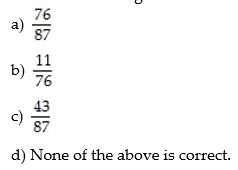 a) 76/87
b) 11/76
c) 43/87
d) None of the above is correct.